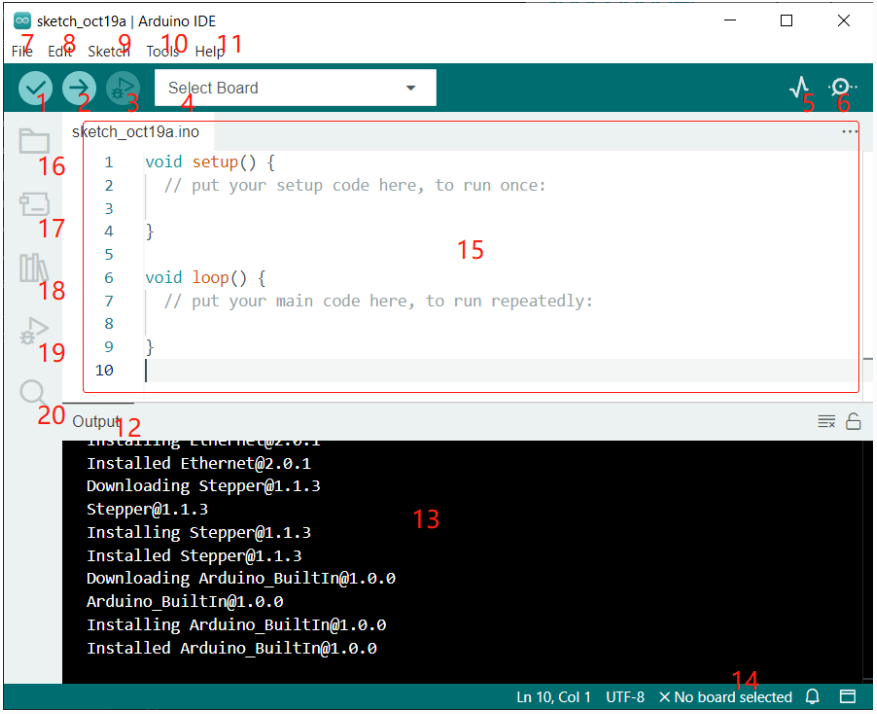 sketch_oct19a | Arduino IDE
File Edit Sketch Tools Help
7 8 9 10 11
Select Board
1 2 3 4 5 6
sketch_oct19a.ino
1 void setup() {
2 // put your setup code here, to run once:
3
4 }
5
6 void loop() {
7 // put your main code here, to run repeatedly:
8
9 }
10
15
16
17
18
19
20
Output
12
Installing Ethernet@2.0.1
Installed Ethernet@2.0.1
Downloading Stepper@1.1.3
Stepper@1.1.3
Installing Stepper@1.1.3
Installed Stepper@1.1.3
Downloading Arduino_BuiltIn@1.0.0
Arduino_BuiltIn@1.0.0
Installing Arduino_BuiltIn@1.0.0
Installed Arduino_BuiltIn@1.0.0
13
14
Ln 10, Col 1 UTF-8 No board selected